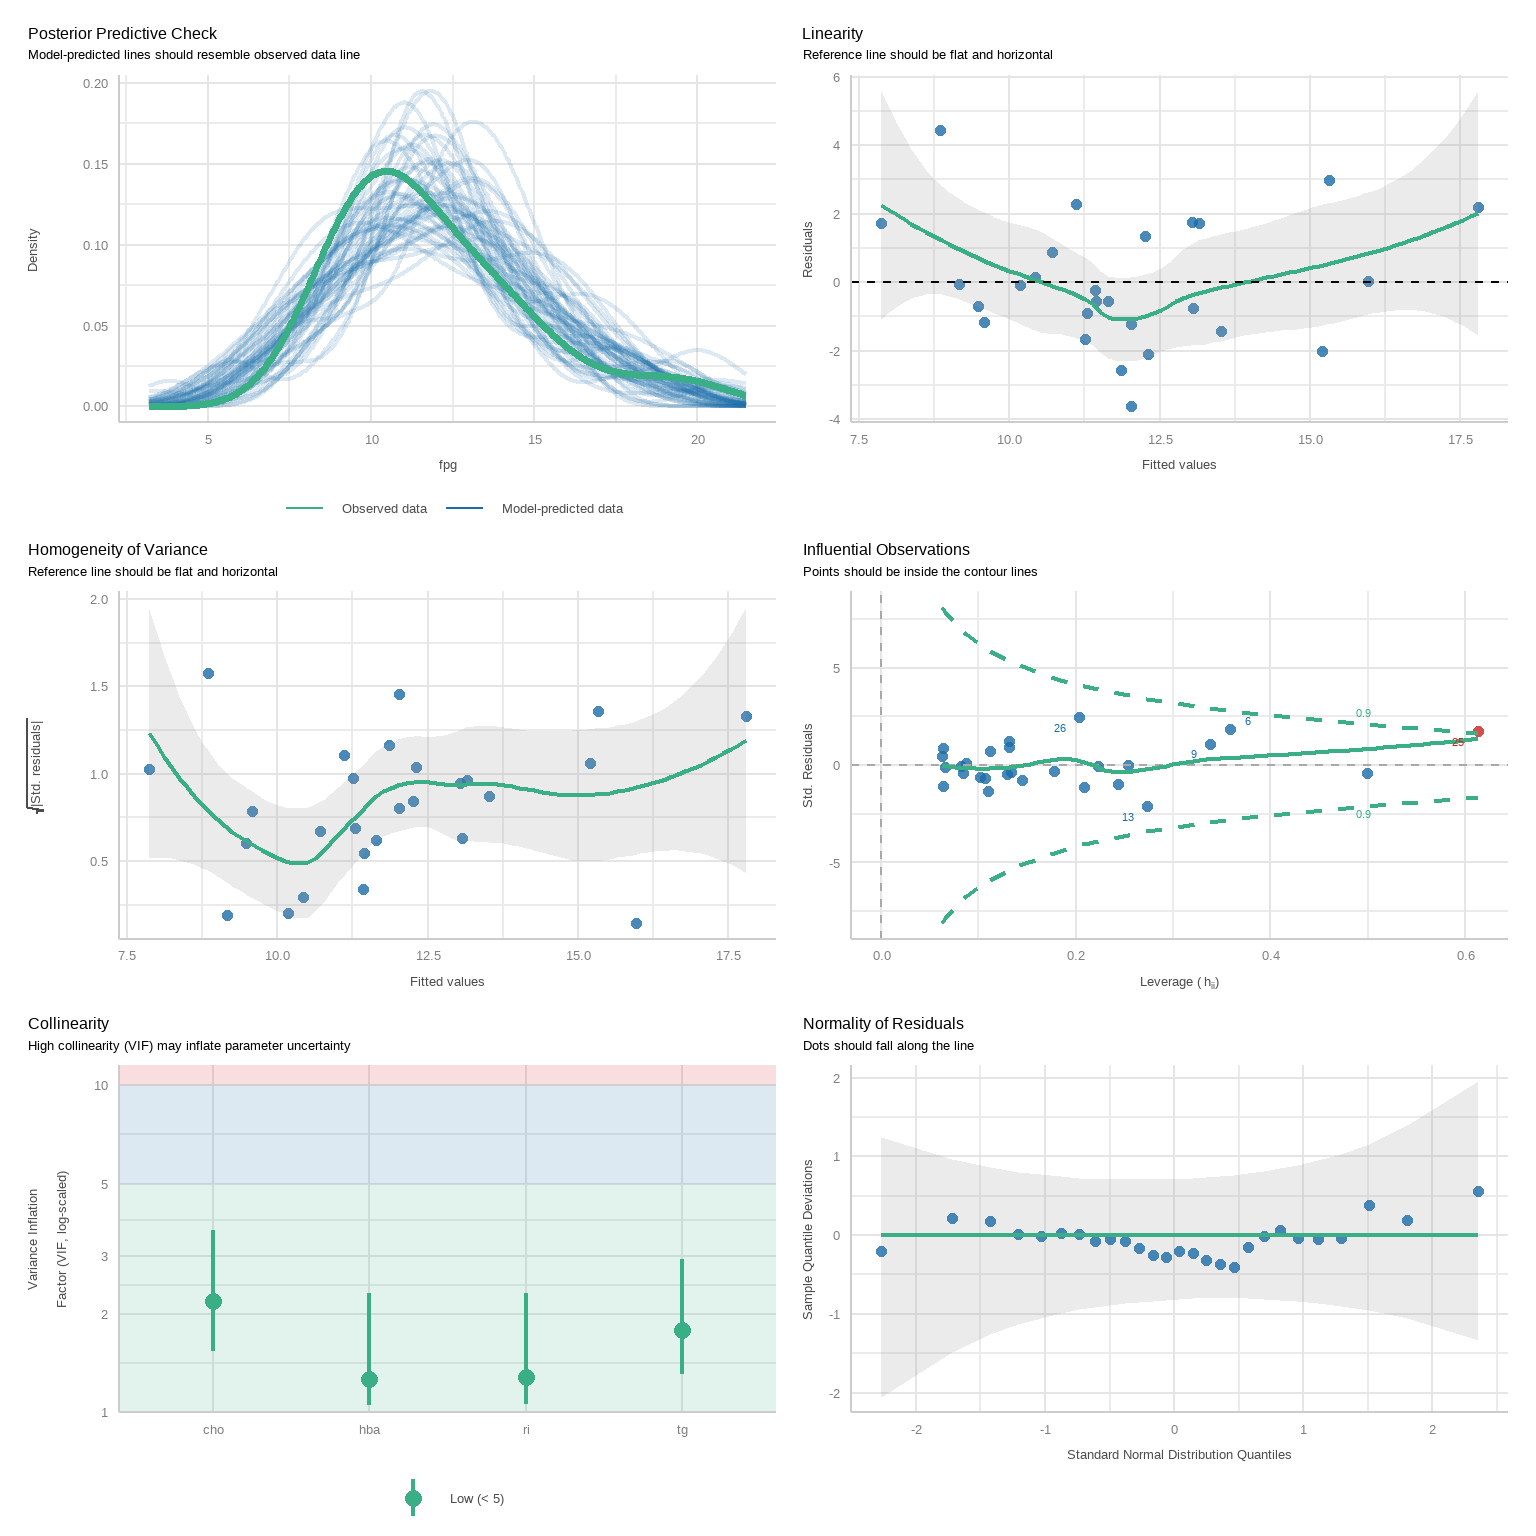 Posterior Predictive Check
Model-predicted lines should resemble observed data line
0.20
0.15
0.10
0.05
0.00
Density
5
10
15
20
fpg
Observed data
Model-predicted data
Linearity
Reference line should be flat and horizontal
6
4
2
0
-2
-4
Residuals
7.5
10.0
12.5
15.0
17.5
Fitted values
Homogeneity of Variance
Reference line should be flat and horizontal
2.0
1.5
1.0
0.5
√|Std. residuals|
7.5
10.0
12.5
15.0
17.5
Fitted values
Influential Observations
Points should be inside the contour lines
5
0
-5
Std. Residuals
26
6
9
13
25
0.9
0.9
0.0
0.2
0.4
0.6
Leverage (hii)
Collinearity
High collinearity (VIF) may inflate parameter uncertainty
10
5
3
2
1
Variance Inflation
Factor (VIF, log-scaled)
cho
hba
ri
tg
Low (< 5)
Normality of Residuals
Dots should fall along the line
2
1
0
-1
-2
Sample Quantile Deviations
-2
-1
0
1
2
Standard Normal Distribution Quantiles